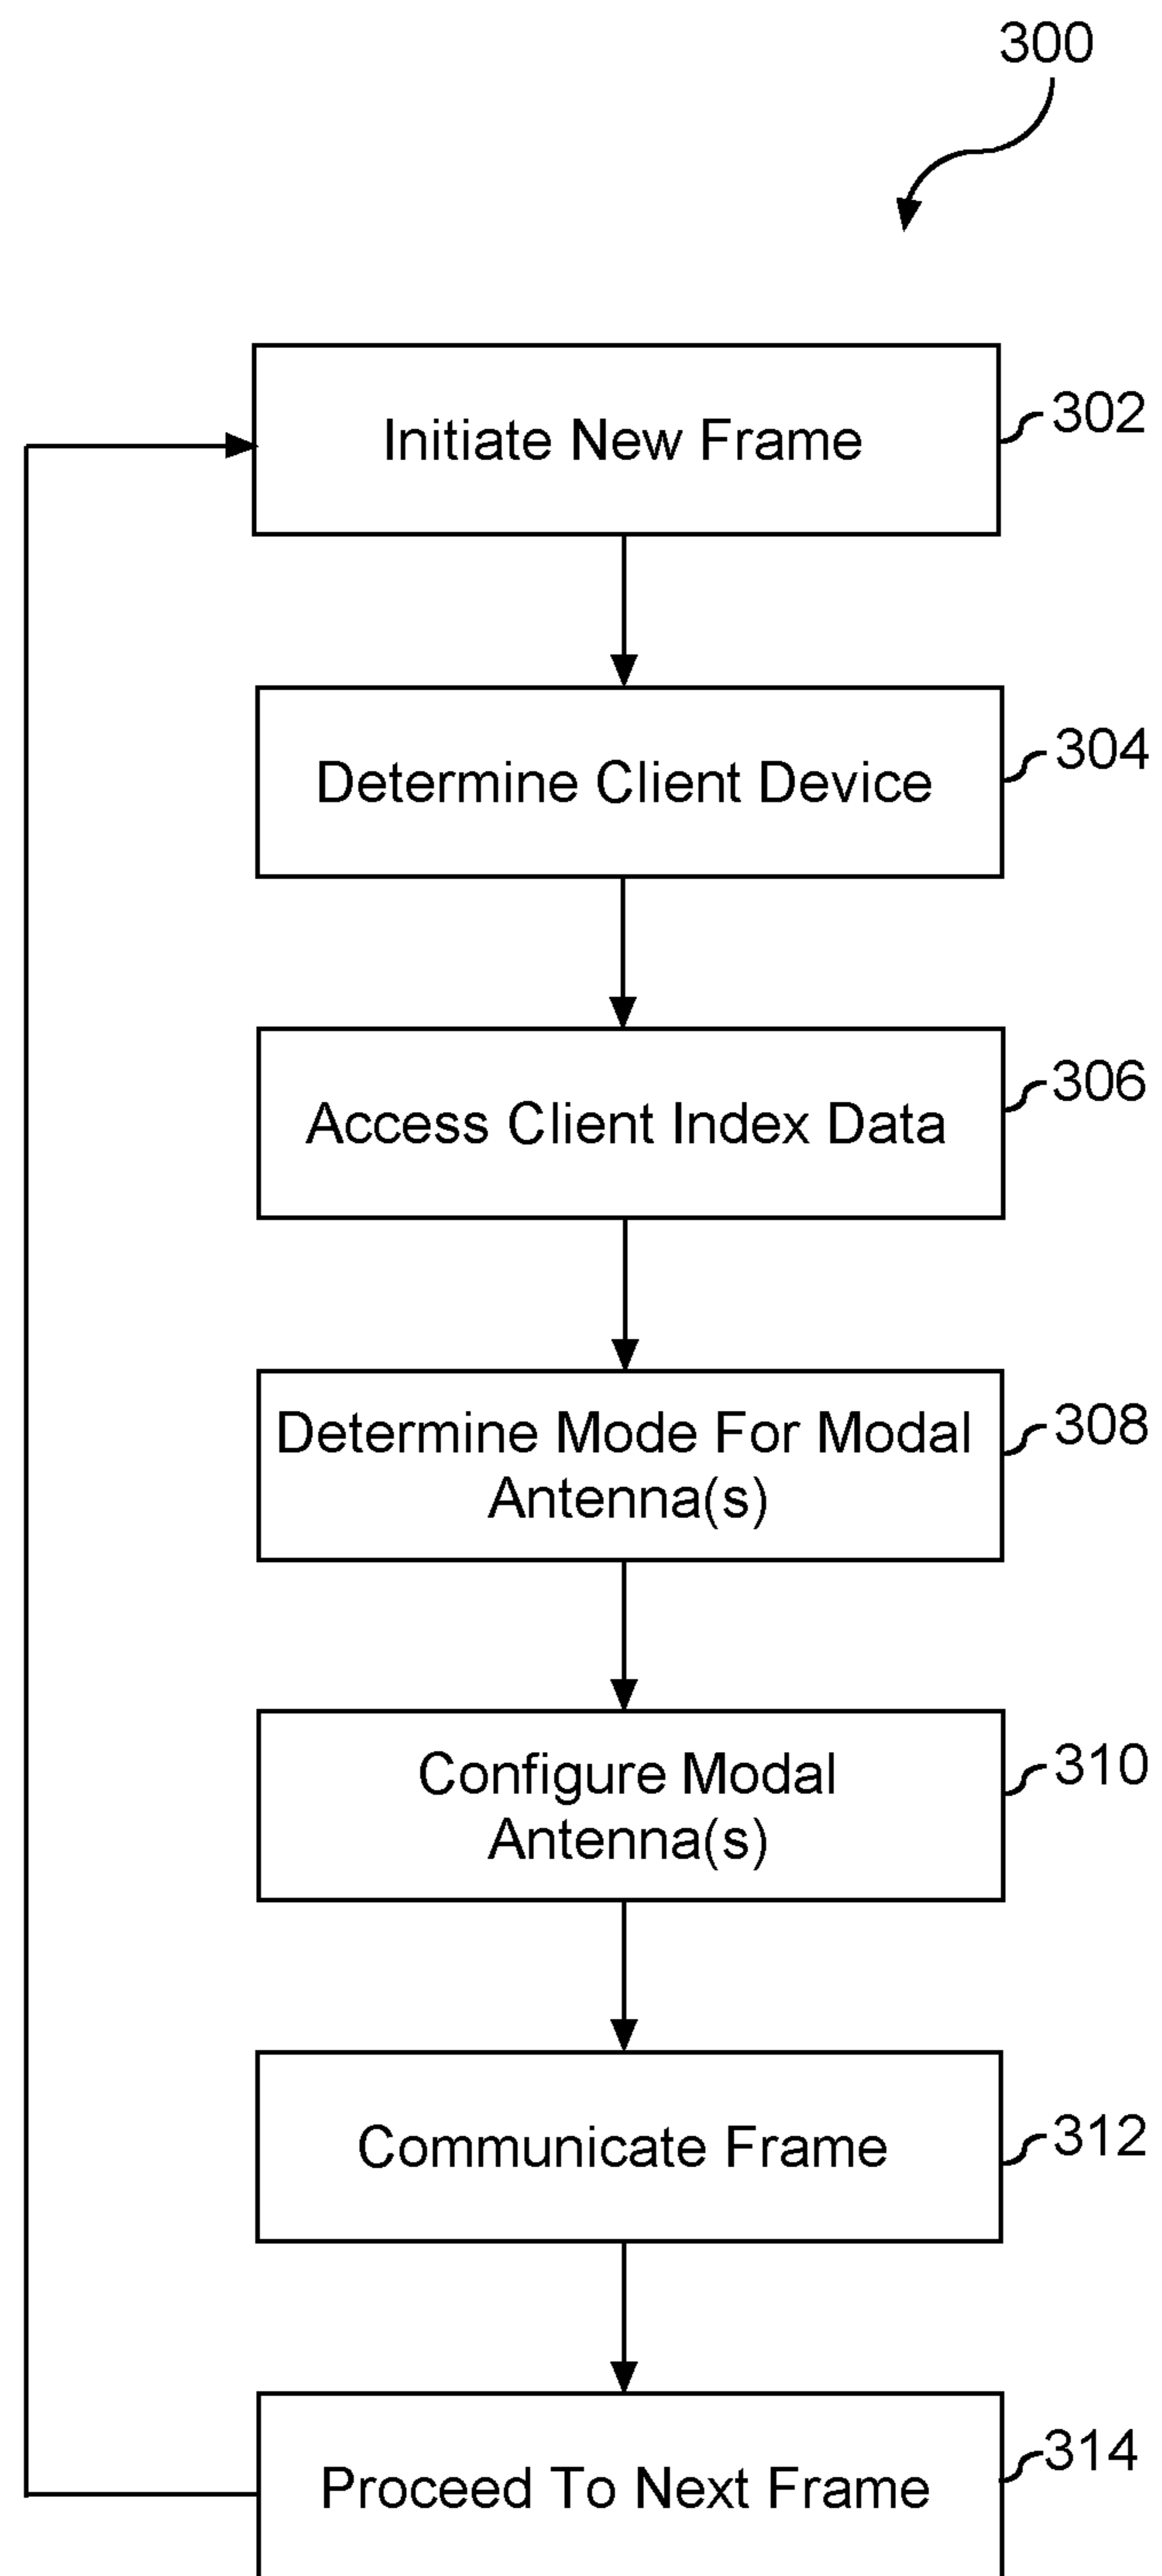 300
Initiate New Frame
302
Determine Client Device
304
Access Client Index Data
306
Determine Mode For Modal
Antenna(s)
308
Configure Modal
Antenna(s)
310
Communicate Frame
312
Proceed To Next Frame
314